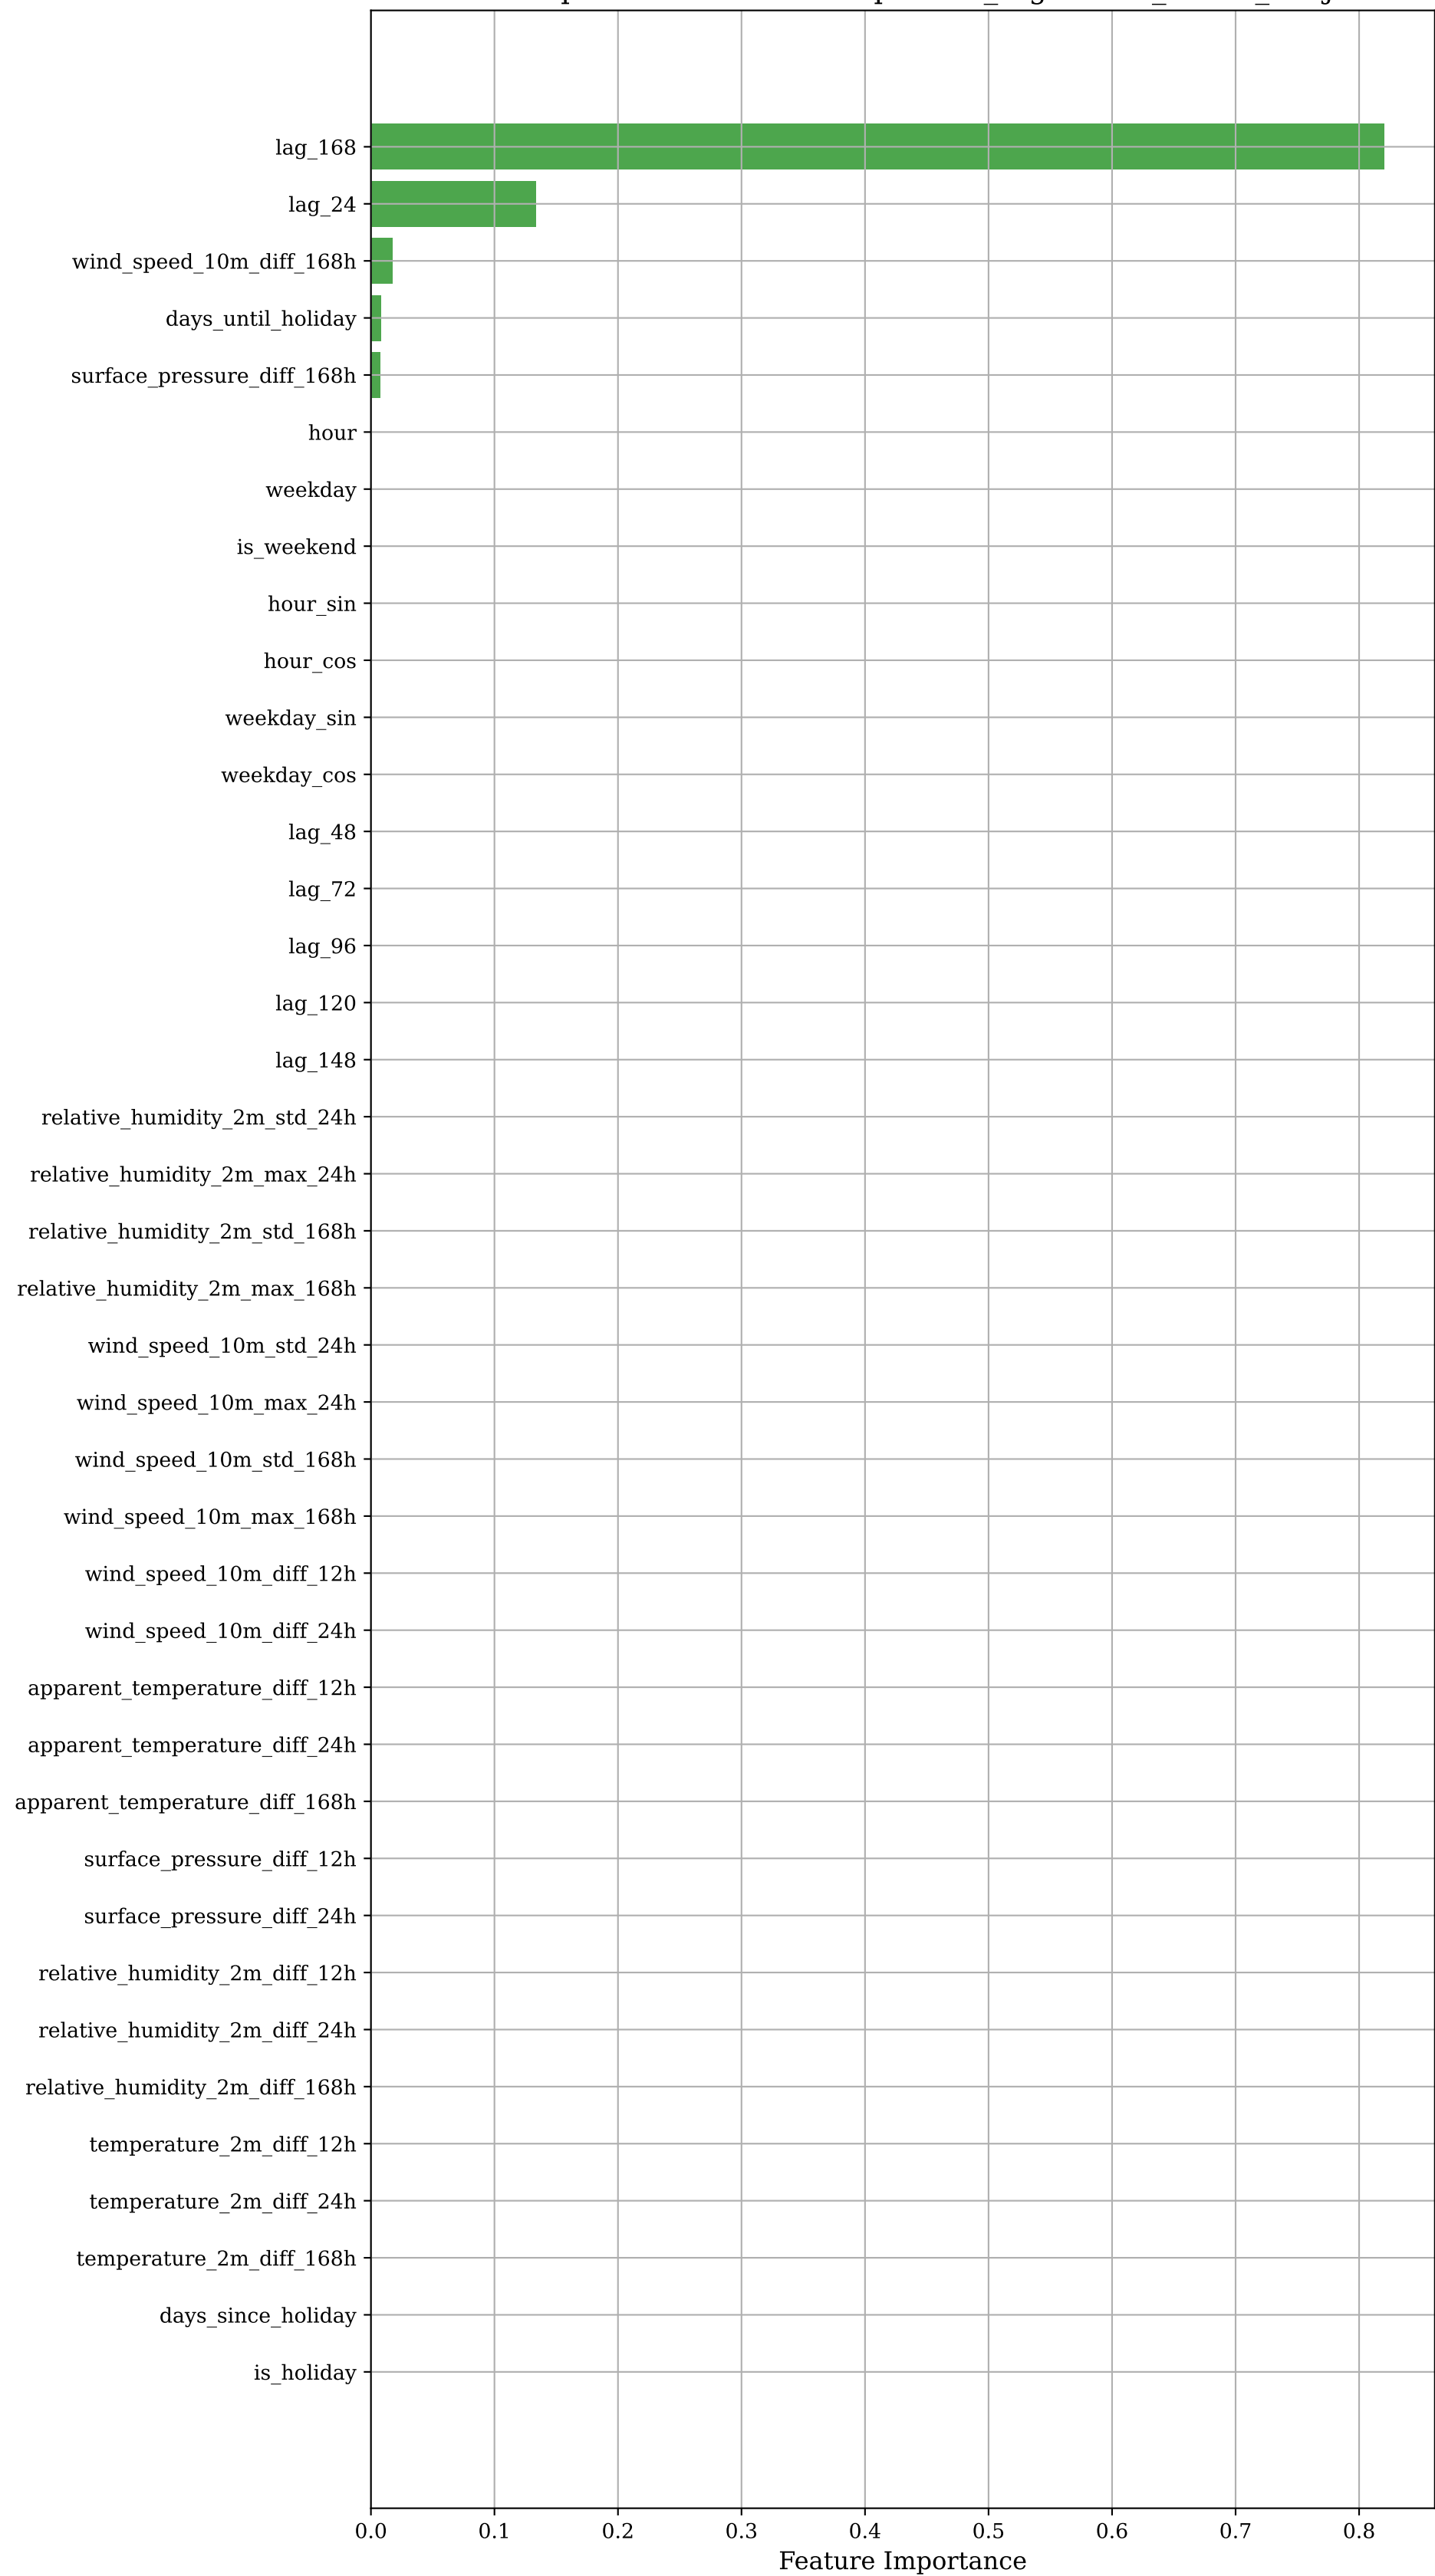 lag_168
lag_24
wind_speed_10m_diff_168h
days_until_holiday
surface_pressure_diff_168h
hour
weekday
is_weekend
hour_sin
hour_cos
weekday_sin
weekday_cos
lag_48
lag_72
lag_96
lag_120
lag_148
relative_humidity_2m_std_24h
relative_humidity_2m_max_24h
relative_humidity_2m_std_168h
relative_humidity_2m_max_168h
wind_speed_10m_std_24h
wind_speed_10m_max_24h
wind_speed_10m_std_168h
wind_speed_10m_max_168h
wind_speed_10m_diff_12h
wind_speed_10m_diff_24h
apparent_temperature_diff_12h
apparent_temperature_diff_24h
apparent_temperature_diff_168h
surface_pressure_diff_12h
surface_pressure_diff_24h
relative_humidity_2m_diff_12h
relative_humidity_2m_diff_24h
relative_humidity_2m_diff_168h
temperature_2m_diff_12h
temperature_2m_diff_24h
temperature_2m_diff_168h
days_since_holiday
is_holiday
0.0 0.1 0.2 0.3 0.4 0.5 0.6 0.7 0.8
Feature Importance